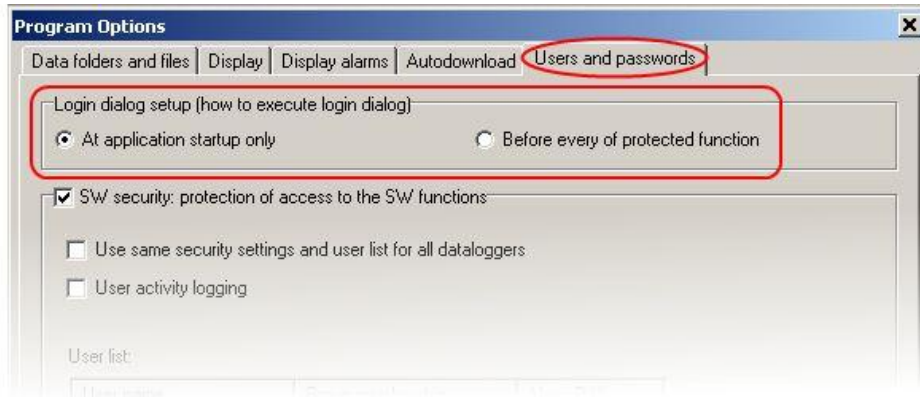 Program Options
Data folders and files Display Display alarms Autodownload Users and passwords
Login dialog setup (how to execute login dialog)
At application startup only Before every of protected function
SW security: protection of access to the SW functions
Use same security settings and user list for all dataloggers
User activity logging
User list: